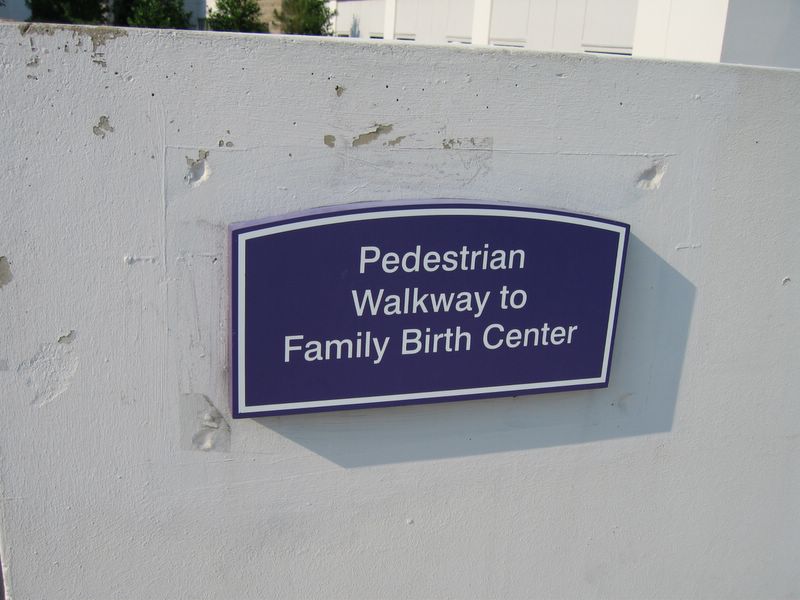 Pedestrian
Walkway to
Family Birth Center